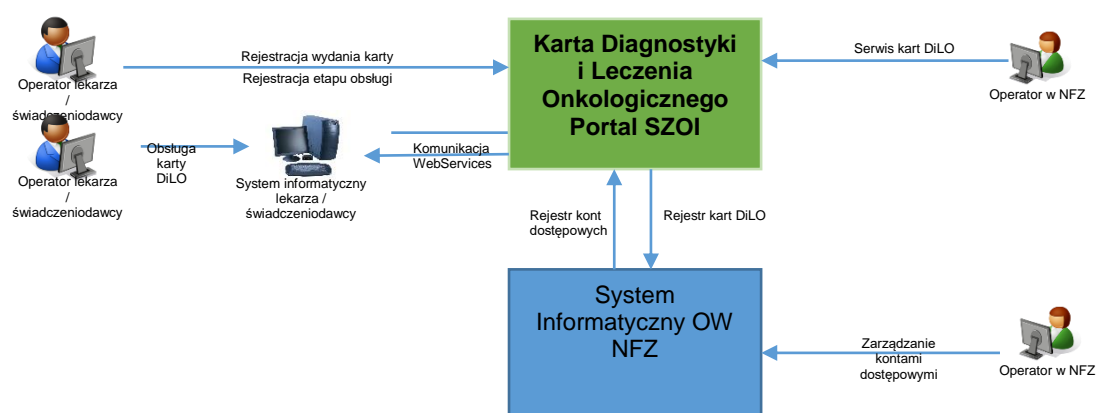 Operator lekarza
/
świadczeniodawcy
Rejestracja wydania karty
Rejestracja etapu obsługi
Karta Diagnostyki
i Leczenia
Onkologicznego
Portal SZOI
Serwis kart DiLO
Operator w NFZ
Operator lekarza
/
świadczeniodawcy
Obsługa
karty
DiLO
System informatyczny
lekarza /
świadczeniodawcy
Komunikacja
WebServices
Rejestr kont
dostępowych
Rejestr kart DiLO
System
Informatyczny OW
NFZ
Zarządzanie
kontami
dostępowymi
Operator w NFZ